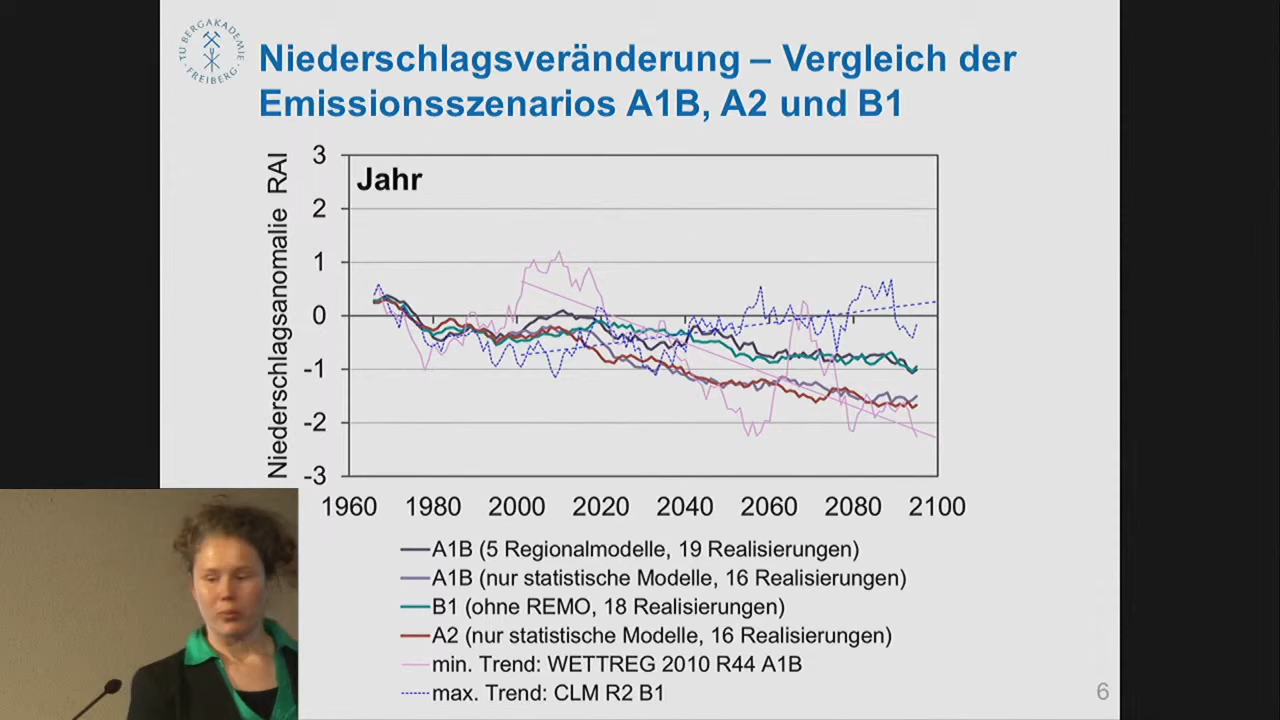 TU BERGAKADEMIE
FREIBERG
Niederschlagsveränderung – Vergleich der
Emissionsszenarios A1B, A2 und B1
Niederschlagsanomalie RAI
Jahr
3
2
1
0
-1
-2
-3
1960 1980 2000 2020 2040 2060 2080 2100
A1B (5 Regionalmodelle, 19 Realisierungen)
A1B (nur statistische Modelle, 16 Realisierungen)
B1 (ohne REMO, 18 Realisierungen)
A2 (nur statistische Modelle, 16 Realisierungen)
min. Trend: WETTREG 2010 R44 A1B
max. Trend: CLM R2 B1
6